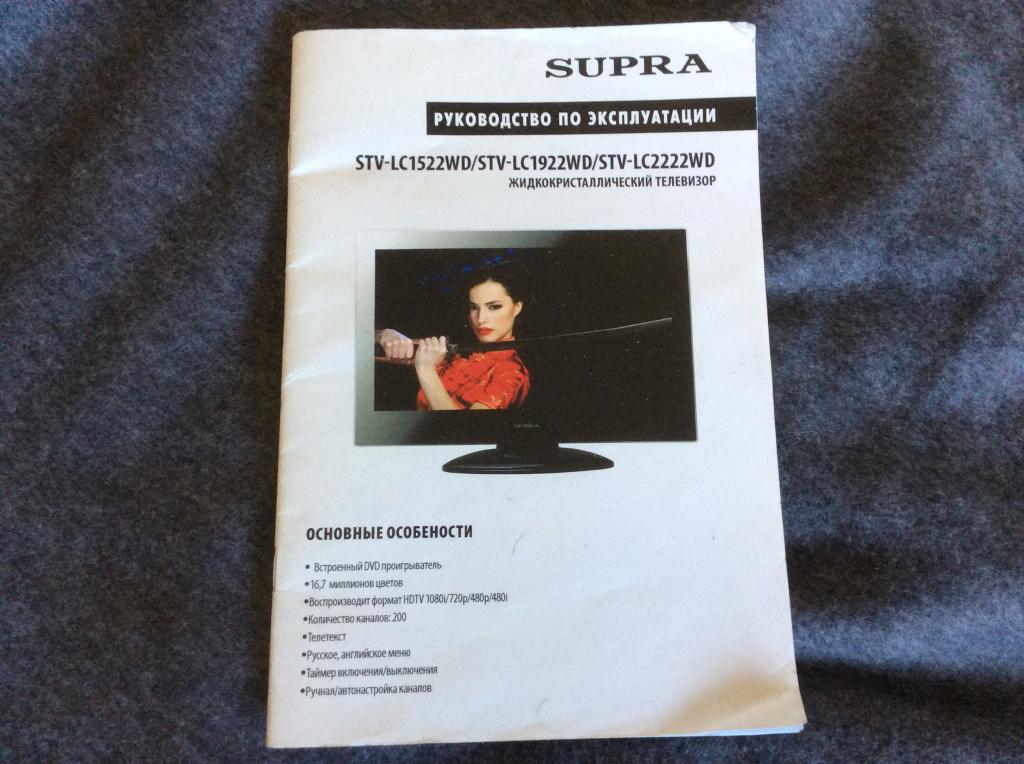 SUPRA
РУКОВОДСТВО ПО ЭКСПЛУАТАЦИИ
STV-LC1522WD/STV-LC1922WD/STV-LC2222WD
ЖИДКОКРИСТАЛЛИЧЕСКИЙ ТЕЛЕВИЗОР
SUPRA
ОСНОВНЫЕ ОСОБЕНОСТИ
• Встроенный DVD проигрыватель
•16,7 миллионов цветов
•Воспроизводит формат HDTV 1080i/720p/480p/480i
•Количество каналов: 200
•Телетекст
•Русское, английское меню
•Таймер включения/выключения
•Ручная/автонастройка каналов